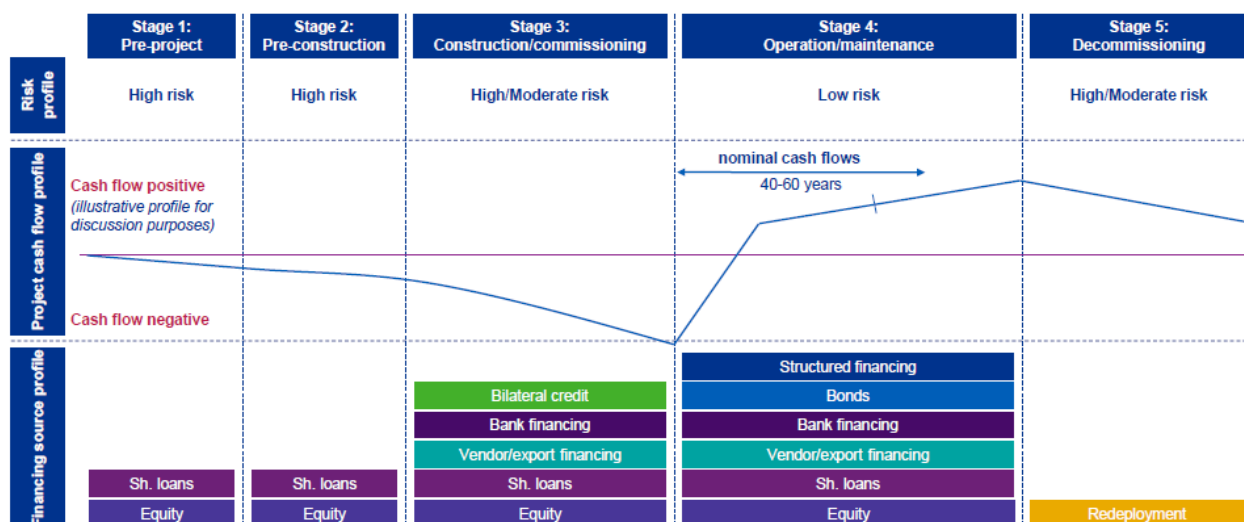 Stage 1:
Pre-project
Stage 2:
Pre-construction
Stage 3:
Construction/commissioning
Stage 4:
Operation/maintenance
Stage 5:
Decommissioning
Risk
profile
High risk
High risk
High/Moderate risk
Low risk
High/Moderate risk
Project cash flow profile
Cash flow positive
(illustrative profile for
discussion purposes)
Cash flow negative
nominal cash flows
40-60 years
Financing source profile
Structured financing
Bilateral credit
Bonds
Bank financing
Bank financing
Vendor/export financing
Vendor/export financing
Sh. loans
Sh. loans
Sh. loans
Sh. loans
Equity
Equity
Equity
Equity
Redeployment